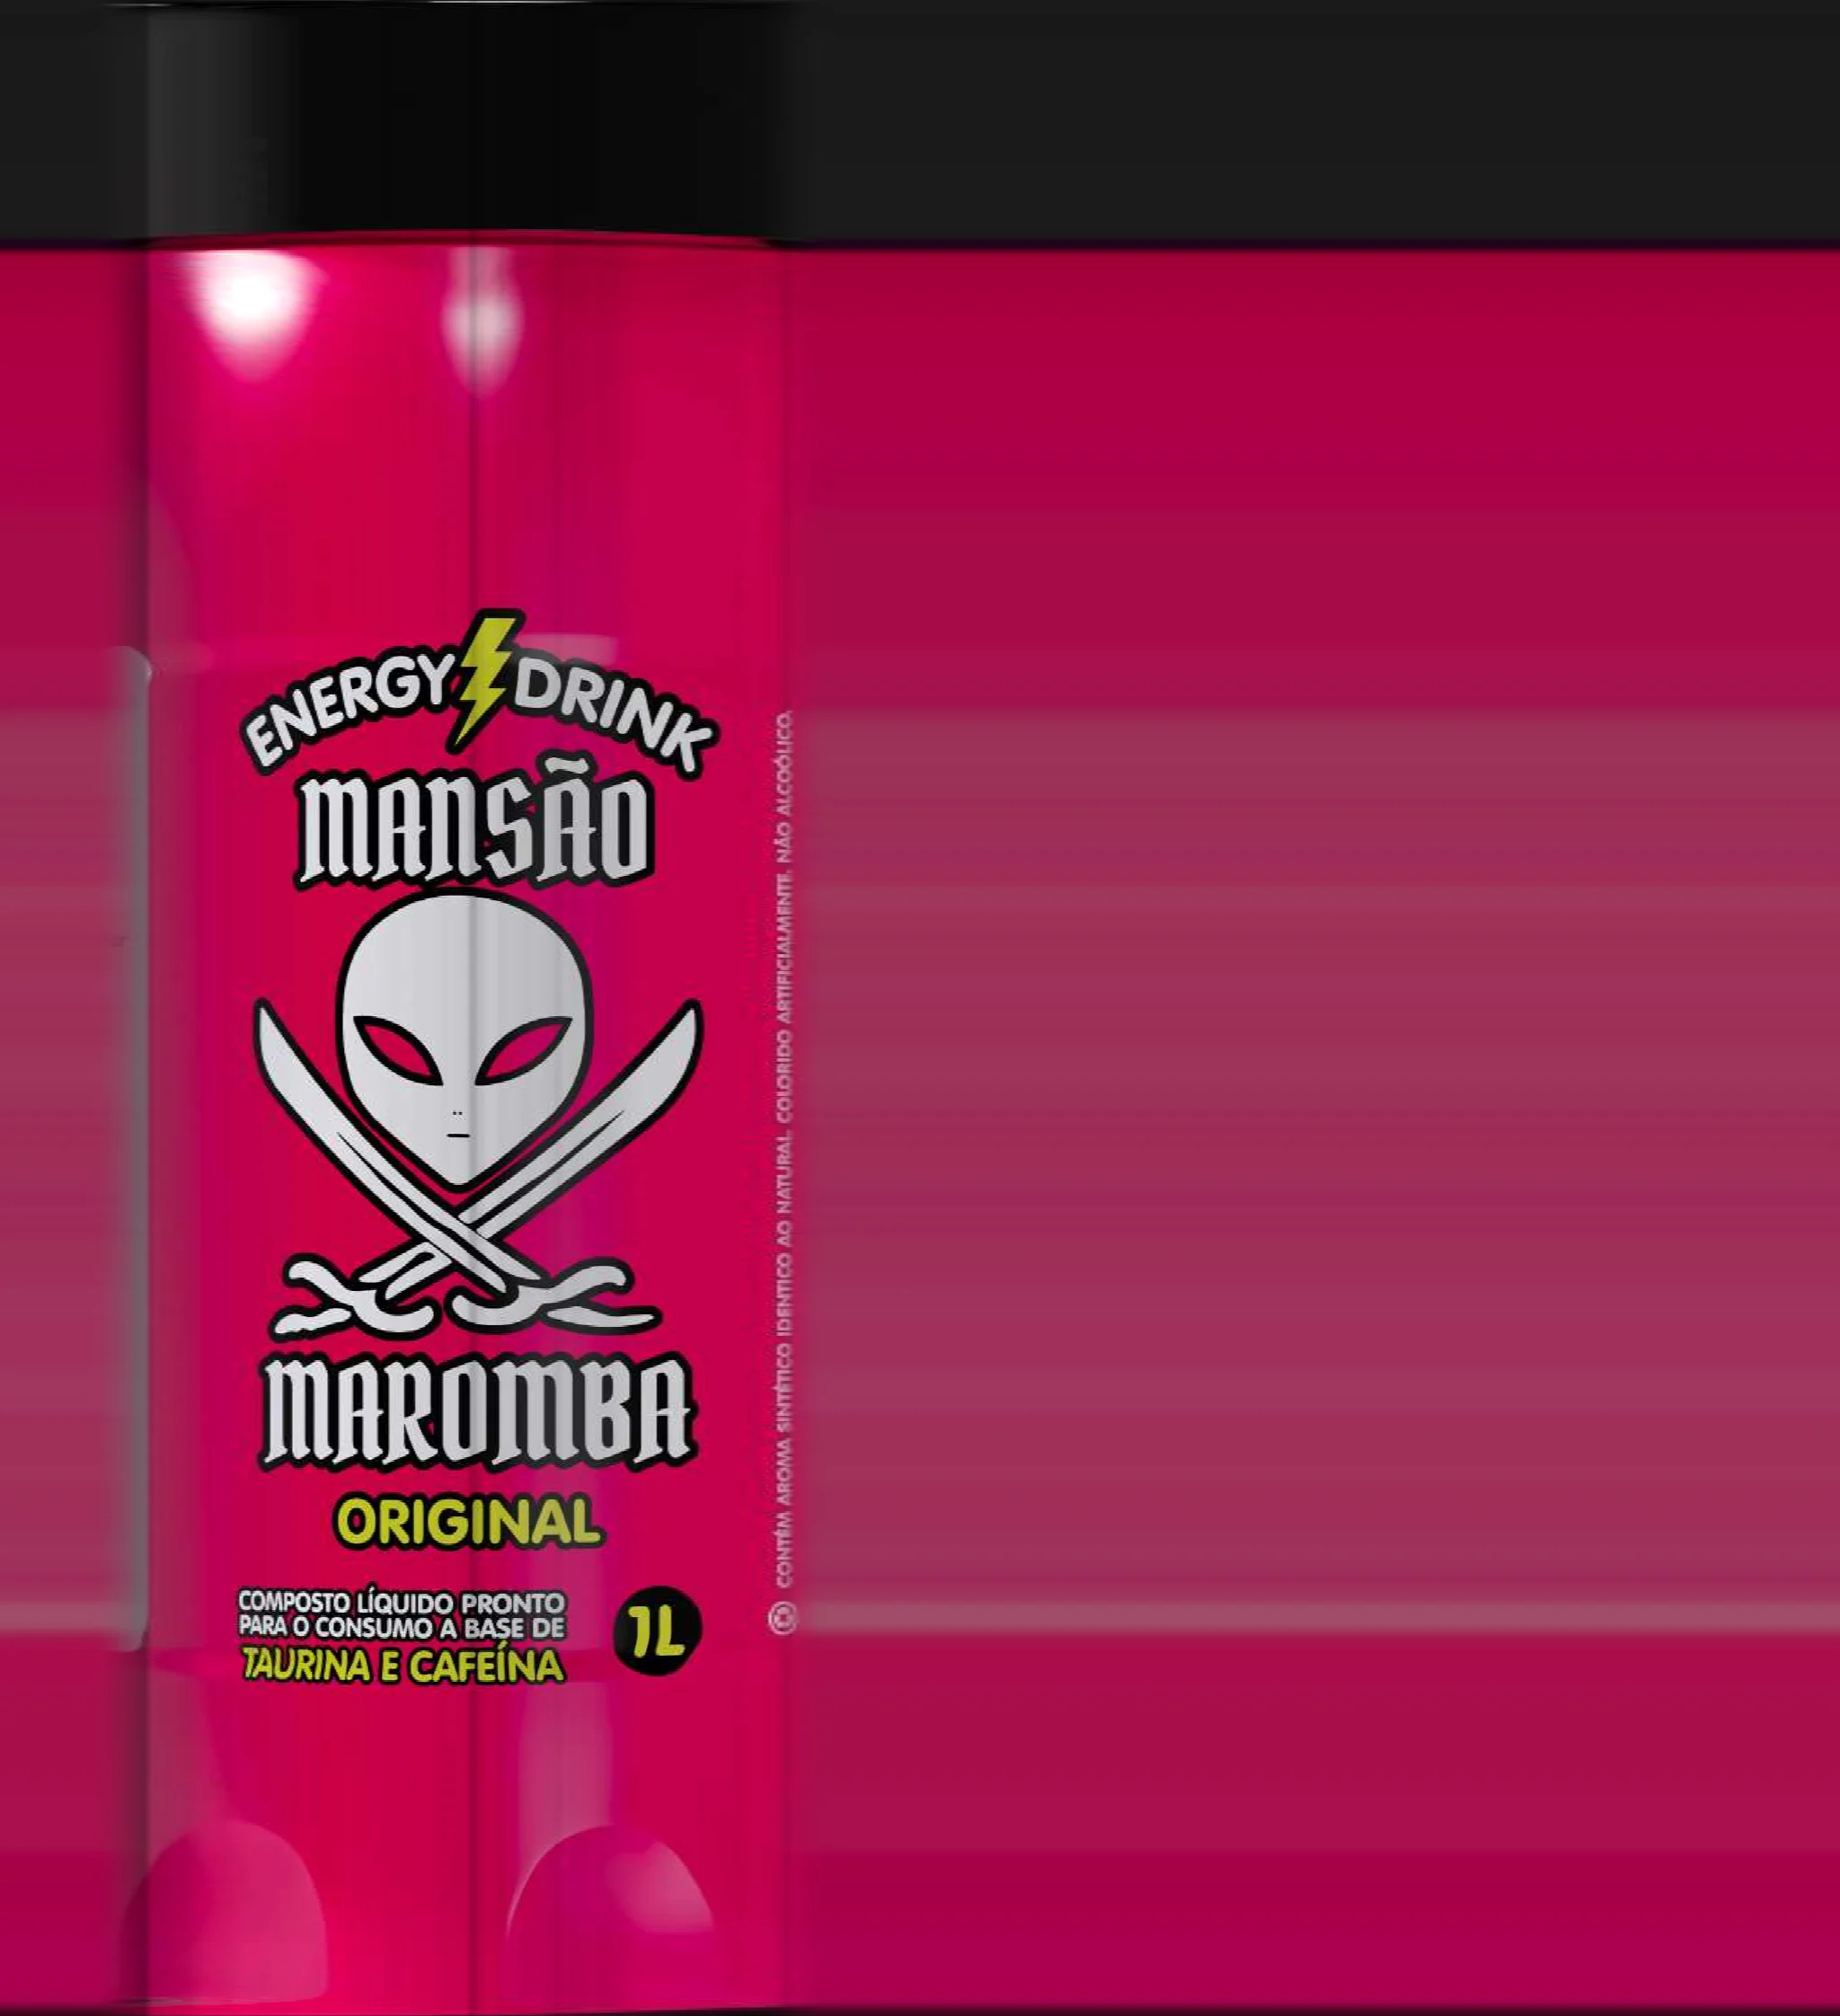 ENERGY DRINK
MANSÃO
MAROMBA
ORIGINAL
COMPOSTO LÍQUIDO PRONTO
PARA O CONSUMO A BASE DE
TAURINA E CAFEÍNA
1L
CONTÉM AROMA SINTÉTICO IDENTICO AO NATURAL. COLORIDO ARTIFICIALMENTE. NÃO ALCOÓLICO.